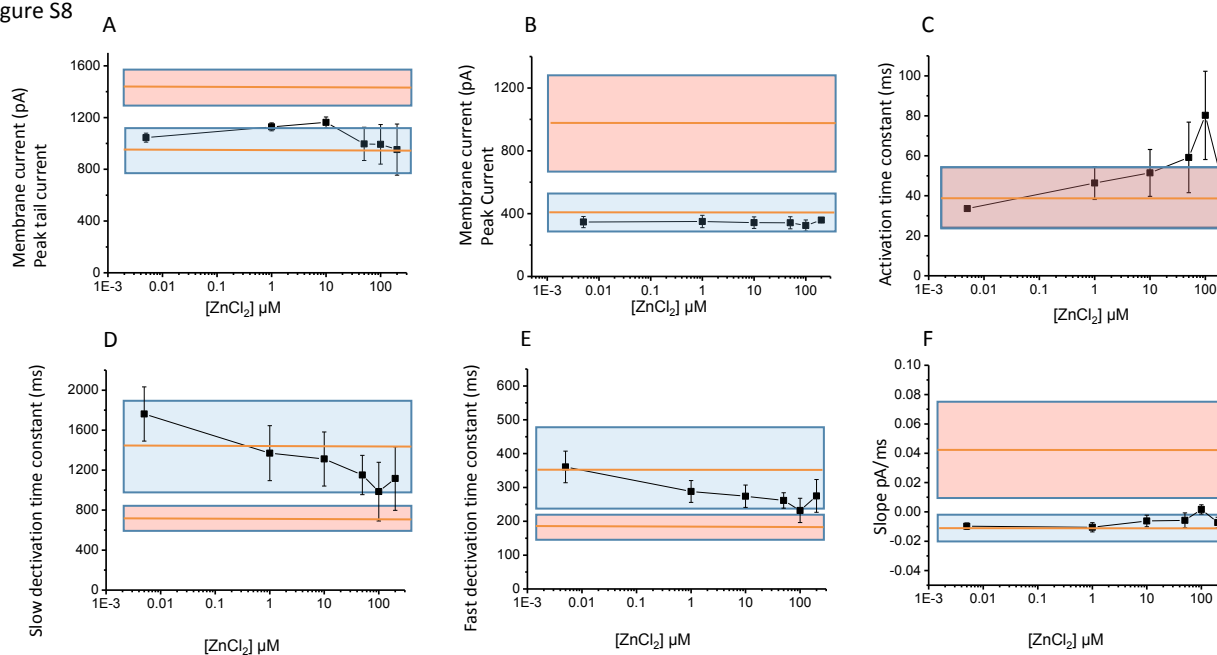 gure S8
A
B
C
1600
1200
800
400
0
1E-3 0.01 0.1 1 10 100
[ZnCl₂] µM
Membrane current (pA)
Peak tail current
1200
800
400
0
1E-3 0.01 0.1 1 10 100
[ZnCl₂] µM
Membrane current (pA)
Peak Current
100
80
60
40
20
0
1E-3 0.01 0.1 1 10 100
[ZnCl₂] µM
Activation time constant (ms)
D
E
F
2000
1600
1200
800
400
0
1E-3 0.01 0.1 1 10 100
[ZnCl₂] µM
Slow dectivation time constant (ms)
600
500
400
300
200
100
0
1E-3 0.01 0.1 1 10 100
[ZnCl₂] µM
Fast dectivation time constant (ms)
0.10
0.08
0.06
0.04
0.02
0.00
-0.02
-0.04
1E-3 0.01 0.1 1 10 100
[ZnCl₂] µM
Slope pA/ms